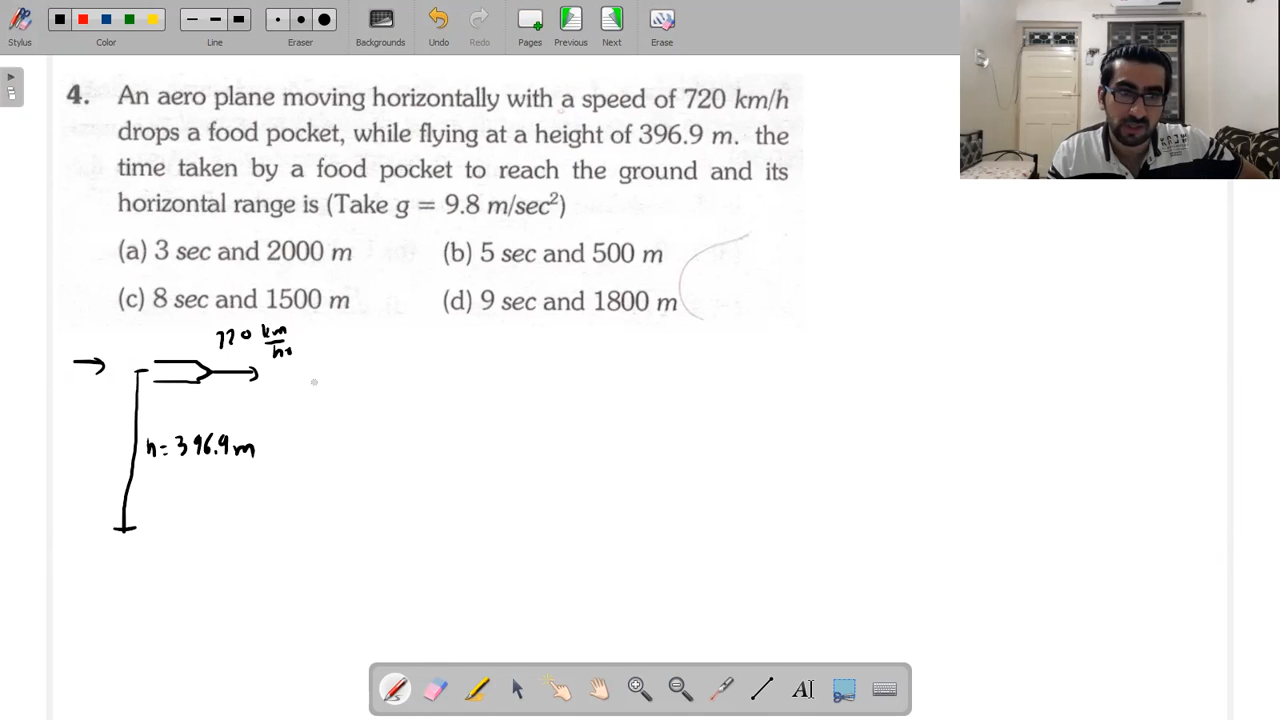 Stylus
Color
Line
Eraser
Backgrounds
Undo
Redo
Pages
Previous
Next
Erase
4. An aero plane moving horizontally with a speed of 720 km/h
drops a food pocket, while flying at a height of 396.9 m. the
time taken by a food pocket to reach the ground and its
horizontal range is (Take g = 9.8 m/sec²)
(a) 3 sec and 2000 m (b) 5 sec and 500 m
(c) 8 sec and 1500 m (d) 9 sec and 1800 m
720 km/hr
h = 396.9 m
AI